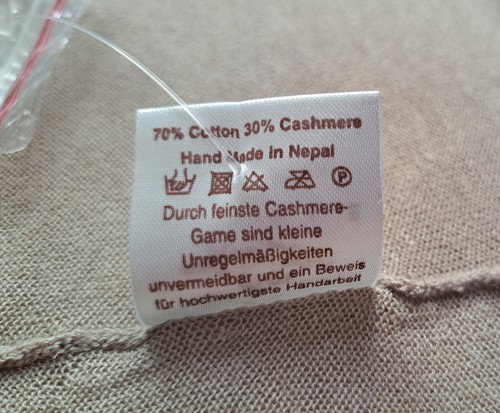 70% Cotton 30% Cashmere
Hand Made in Nepal
P
Durch feinste Cashmere-
Game sind kleine
Unregelmäßigkeiten
unvermeidbar und ein Beweis
für hochwertigste Handarbeit